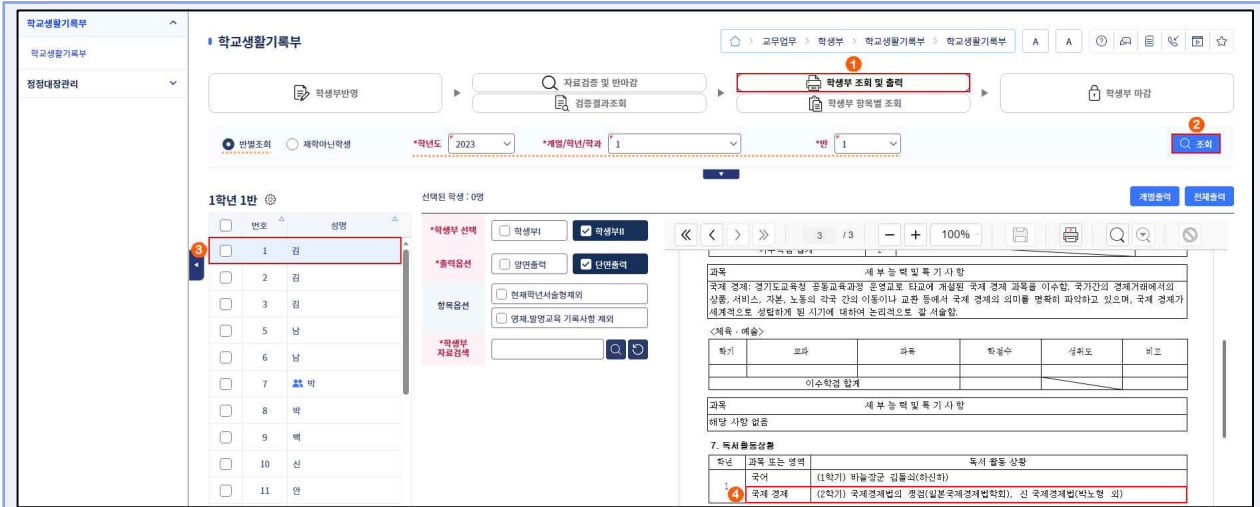 학교생활기록부
학교생활기록부
정정대장관리
학교생활기록부
교무업무 > 학생부 > 학교생활기록부 > 학교생활기록부
A A
1
학생부반영
자료검증 및 반마감
검증결과조회
학생부 조회 및 출력
학생부 항목별 조회
학생부 마감
2
반별조회 재학아닌학생 *학년도 2023 *계열/학년/학과 1 *반 1 조회
1학년 1반
선택된 학생 : 0명
개별출력 전체출력
번호 성명
3
1 김
2 김
3 김
5 남
6 남
7 박
8 박
9 백
10 신
11 안
*학생부 선택 학생부I 학생부II
*출력옵션 양면출력 단면출력
항목옵션 현재학년서술형제외
영재.발명교육 기록사항 제외
*학생부
자료검색
3 /3 100%
과목 세 부 능 력 및 특 기 사 항
국제 경제: 경기도교육청 공동교육과정 운영교로 타교에 개설된 국제 경제 과목을 이수함. 국가간의 경제거래에서의
상품, 서비스, 자본, 노동의 각국 간의 이동이나 교환 등에서 국제 경제의 의미를 명확히 파악하고 있으며, 국제 경제가
세계적으로 성립하게 된 시기에 대하여 논리적으로 잘 서술함.
<체육ㆍ예술>
학기 교과 과목 학점수 성취도 비고
이수학점 합계
과목 세 부 능 력 및 특 기 사 항
해당 사항 없음
7. 독서활동상황
학년 과목 또는 영역 독서 활동 상황
1
국어 (1학기) 바늘장군 김돌쇠(하신하)
4
국제 경제 (2학기) 국제경제법의 쟁점(일본국제경제법학회), 신 국제경제법(박노형 외)